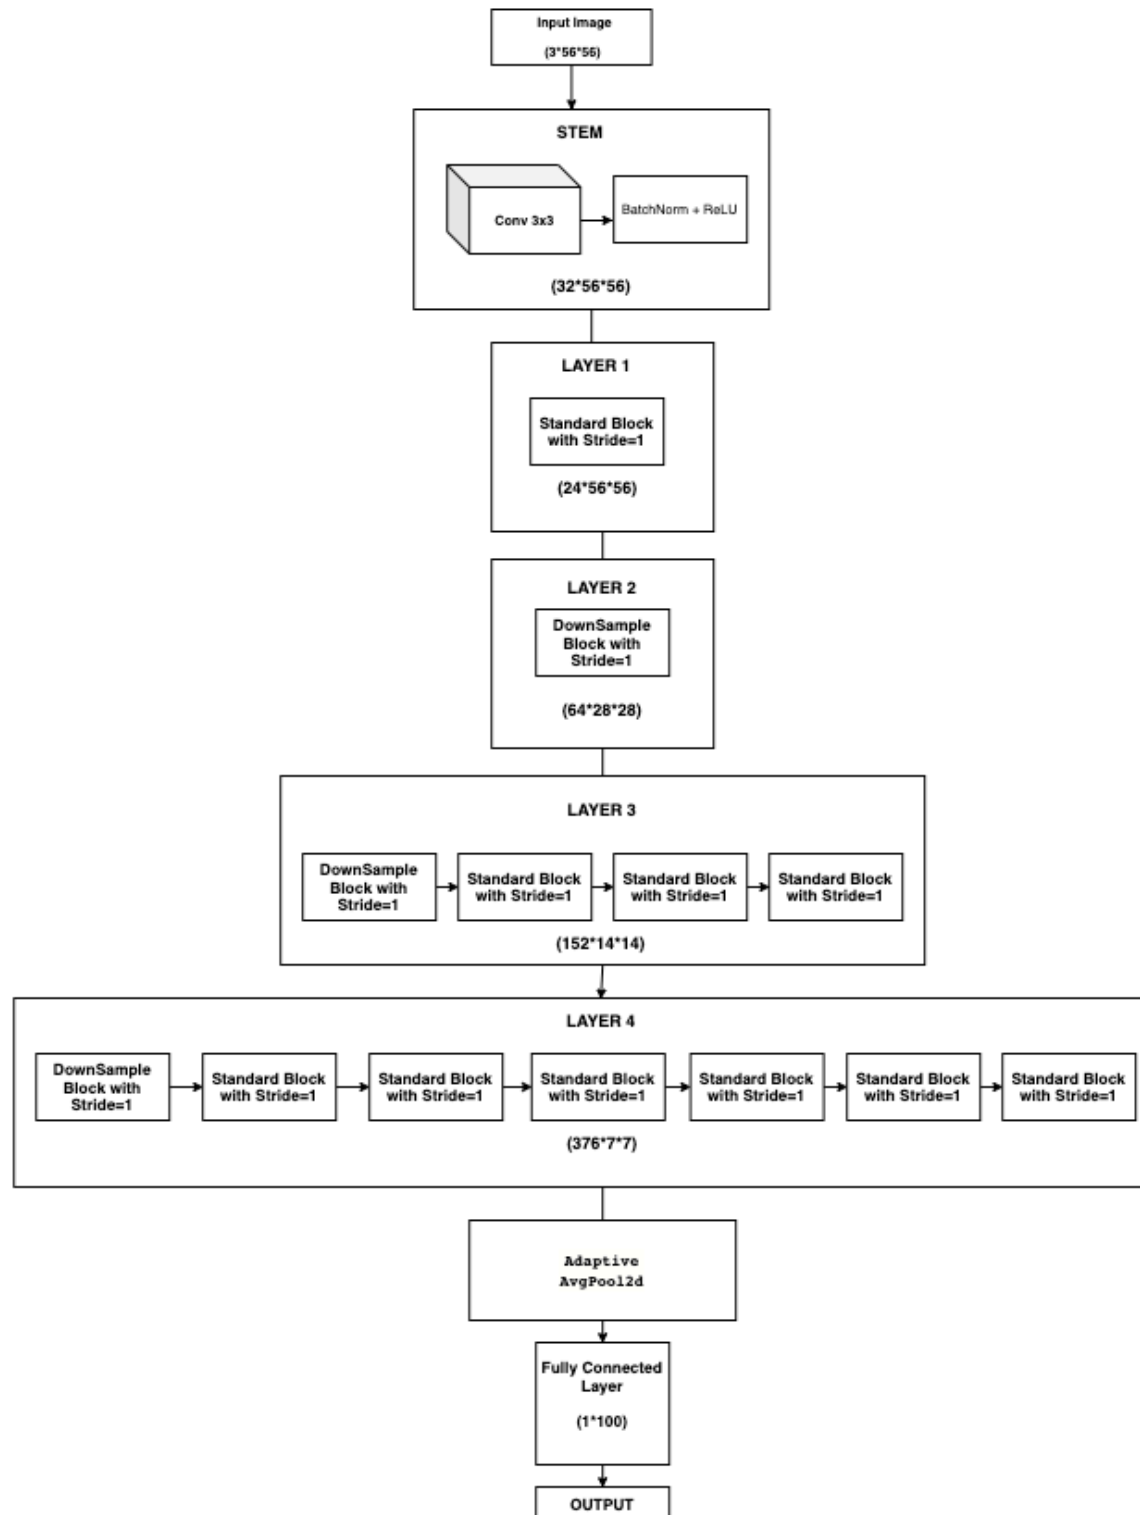 Input Image
(3*56*56)
STEM
Conv 3x3
BatchNorm + ReLU
(32*56*56)
LAYER 1
Standard Block
with Stride=1
(24*56*56)
LAYER 2
DownSample
Block with
Stride=1
(64*28*28)
LAYER 3
DownSample
Block with
Stride=1
Standard Block
with Stride=1
Standard Block
with Stride=1
Standard Block
with Stride=1
(152*14*14)
LAYER 4
DownSample
Block with
Stride=1
Standard Block
with Stride=1
Standard Block
with Stride=1
Standard Block
with Stride=1
Standard Block
with Stride=1
Standard Block
with Stride=1
Standard Block
with Stride=1
(376*7*7)
Adaptive
AvgPool2d
Fully Connected
Layer
(1*100)
OUTPUT